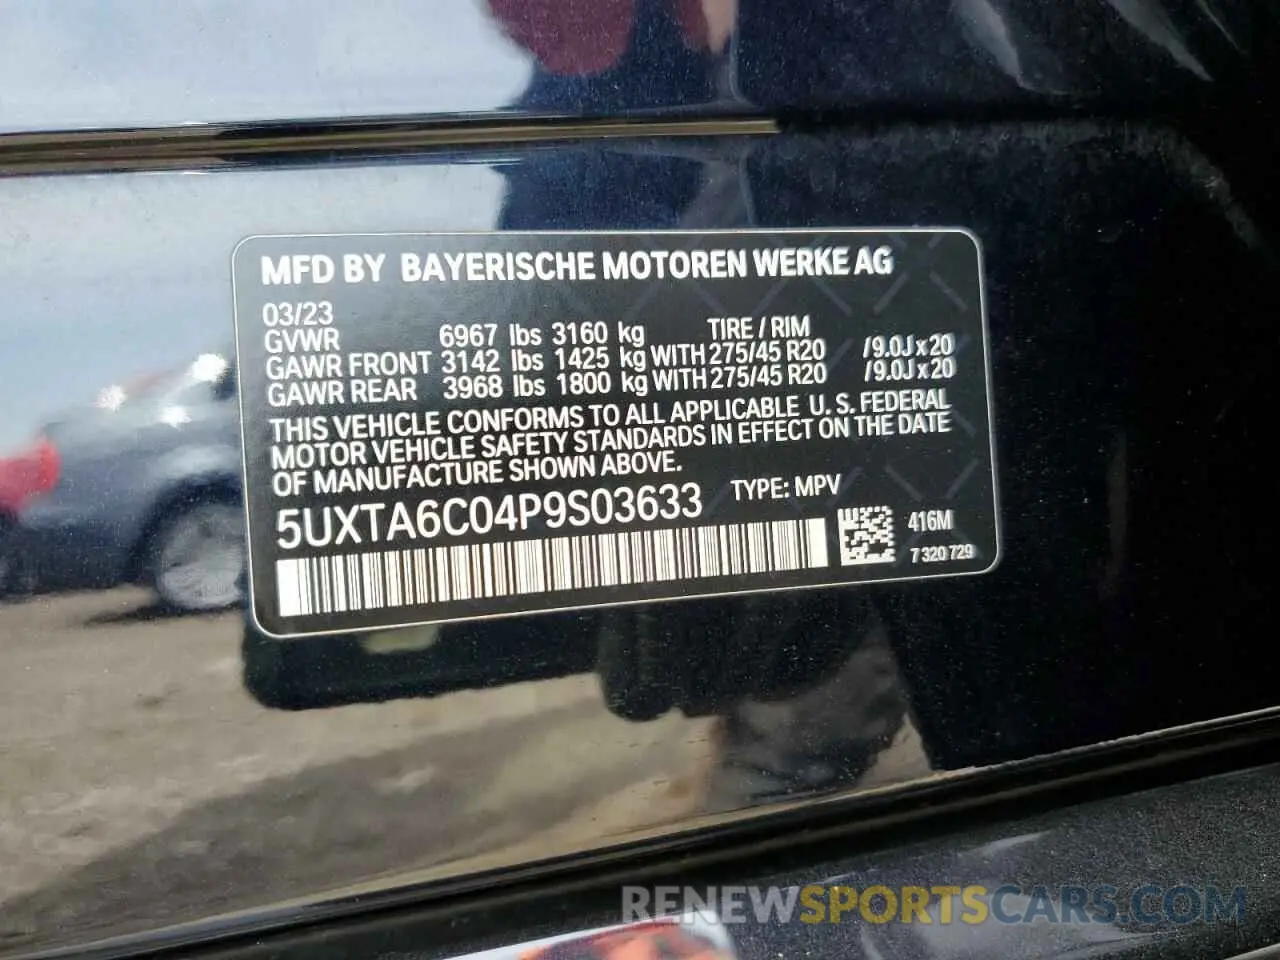 MFD BY BAYERISCHE MOTOREN WERKE AG
03/23
GVWR 6967 lbs 3160 kg TIRE / RIM
GAWR FRONT 3142 lbs 1425 kg WITH 275/45 R20 /9.0J x 20
GAWR REAR 3968 lbs 1800 kg WITH 275/45 R20 /9.0J x 20
THIS VEHICLE CONFORMS TO ALL APPLICABLE U. S. FEDERAL
MOTOR VEHICLE SAFETY STANDARDS IN EFFECT ON THE DATE
OF MANUFACTURE SHOWN ABOVE.
5UXTA6C04P9S03633 TYPE: MPV
416M
7 320 729
RENEWSPORTSCARS.COM